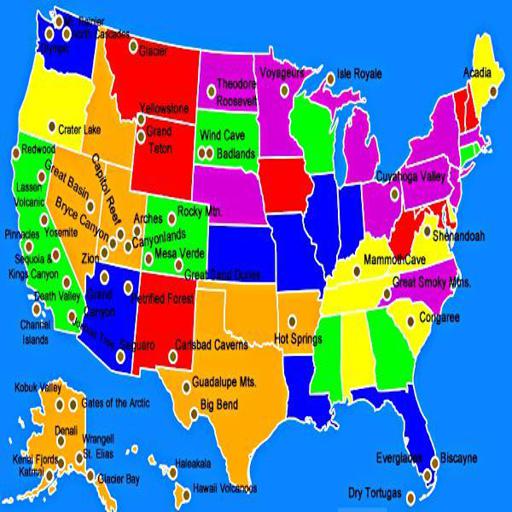 Mt. Rainier
North Cascades
Olympic
Glacier
Theodore
Roosevelt
Voyageurs
Isle Royale
Acadia
Yellowstone
Grand
Teton
Crater Lake
Wind Cave
Badlands
Redwood
Lassen
Volcanic
Great Basin
Capitol Reef
Bryce Canyon
Cuyahoga Valley
Pinnacles
Yosemite
Zion
Arches
Canyonlands
Rocky Mtn.
Mesa Verde
Great Sand Dunes
Shenandoah
Mammoth Cave
Great Smoky Mtns.
Sequoia &
Kings Canyon
Death Valley
Channel
Islands
Joshua Tree
Grand
Canyon
Petrified Forest
Saguaro
Carlsbad Caverns
Hot Springs
Congaree
Guadalupe Mts.
Big Bend
Kobuk Valley
Gates of the Arctic
Denali
Wrangell
St. Elias
Kenai Fjords
Katmai
Glacier Bay
Haleakala
Hawaii Volcanoes
Everglades
Biscayne
Dry Tortugas